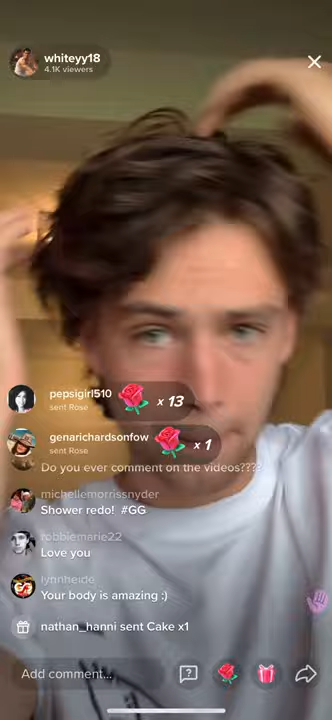 whiteyy18
4.1K viewers
pepsigirl510
sent Rose
x 13
genarichardsonfow
sent Rose
x 1
Do you ever comment on the videos????
michellemorrissnyder
Shower redo! #GG
robbiemarie22
Love you
lynnheide
Your body is amazing :)
nathan_hanni sent Cake x1
Add comment...